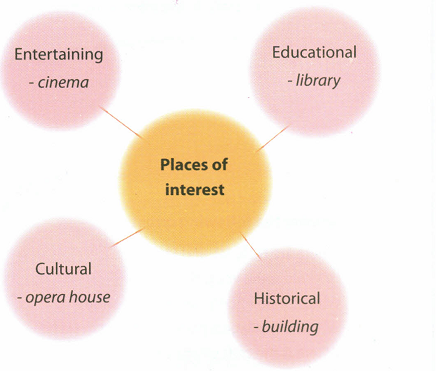 Entertaining
- cinema
Educational
- library
Places of
interest
Cultural
- opera house
Historical
- building